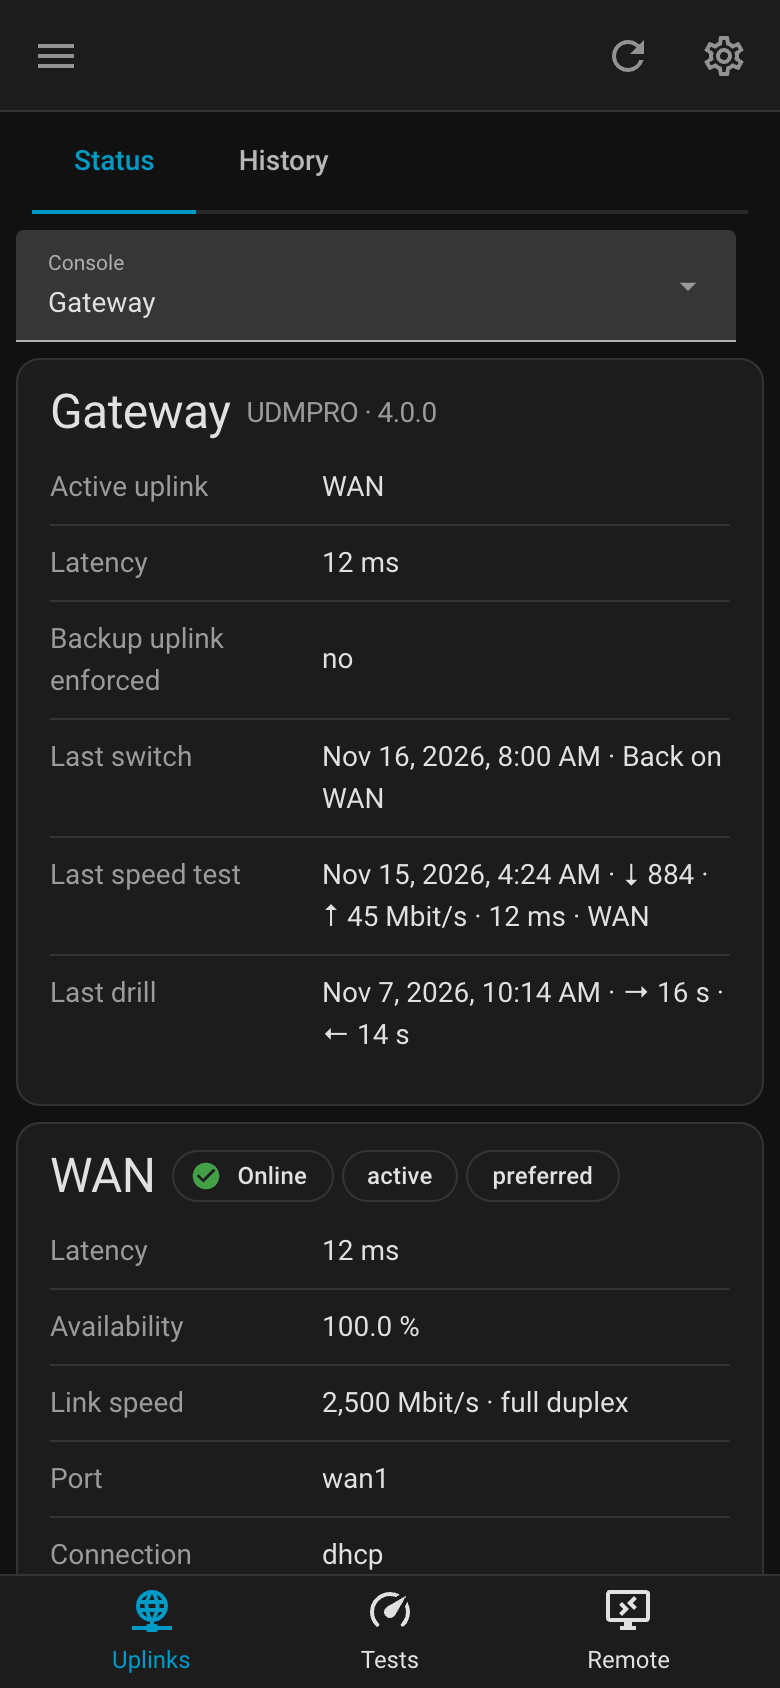 Status
History
Console
Gateway
Gateway UDMPRO · 4.0.0
Active uplink WAN
Latency 12 ms
Backup uplink
enforced
no
Last switch Nov 16, 2026, 8:00 AM · Back on
WAN
Last speed test Nov 15, 2026, 4:24 AM · ↓ 884 ·
↑ 45 Mbit/s · 12 ms · WAN
Last drill Nov 7, 2026, 10:14 AM · → 16 s ·
← 14 s
WAN Online active preferred
Latency 12 ms
Availability 100.0 %
Link speed 2,500 Mbit/s · full duplex
Port wan1
Connection dhcp
Uplinks Tests Remote